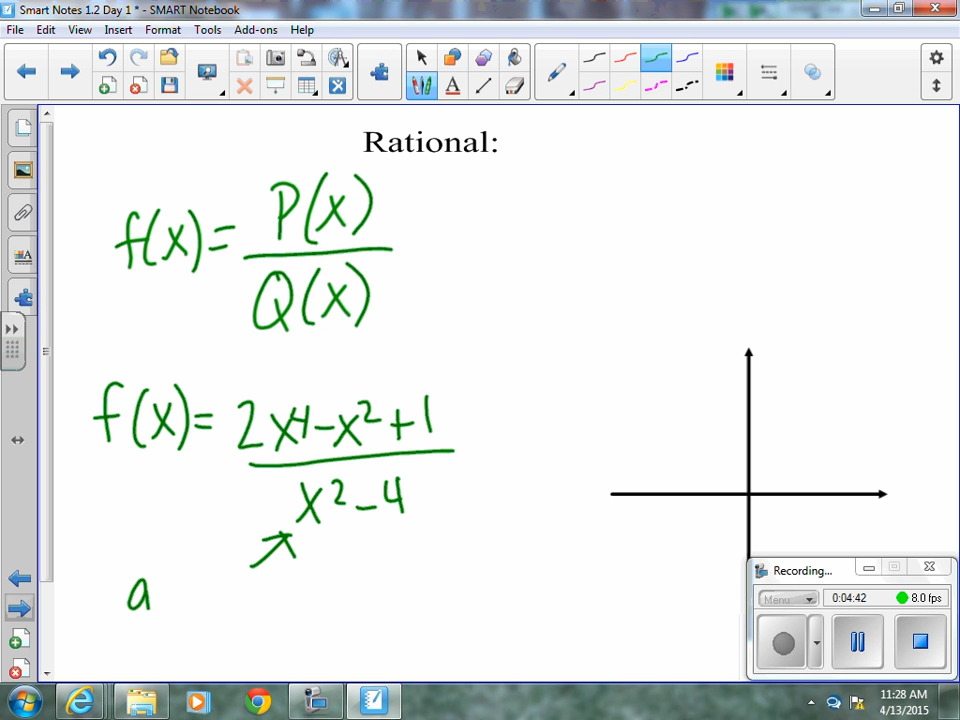 Smart Notes 1.2 Day 1 * - SMART Notebook
File Edit View Insert Format Tools Add-ons Help
Rational:
f(x) = P(x)
Q(x)
f(x) = 2x4 - x2 + 1
x2 - 4
a
Recording...
Menu 0:04:42 8.0 fps
11:28 AM
4/13/2015